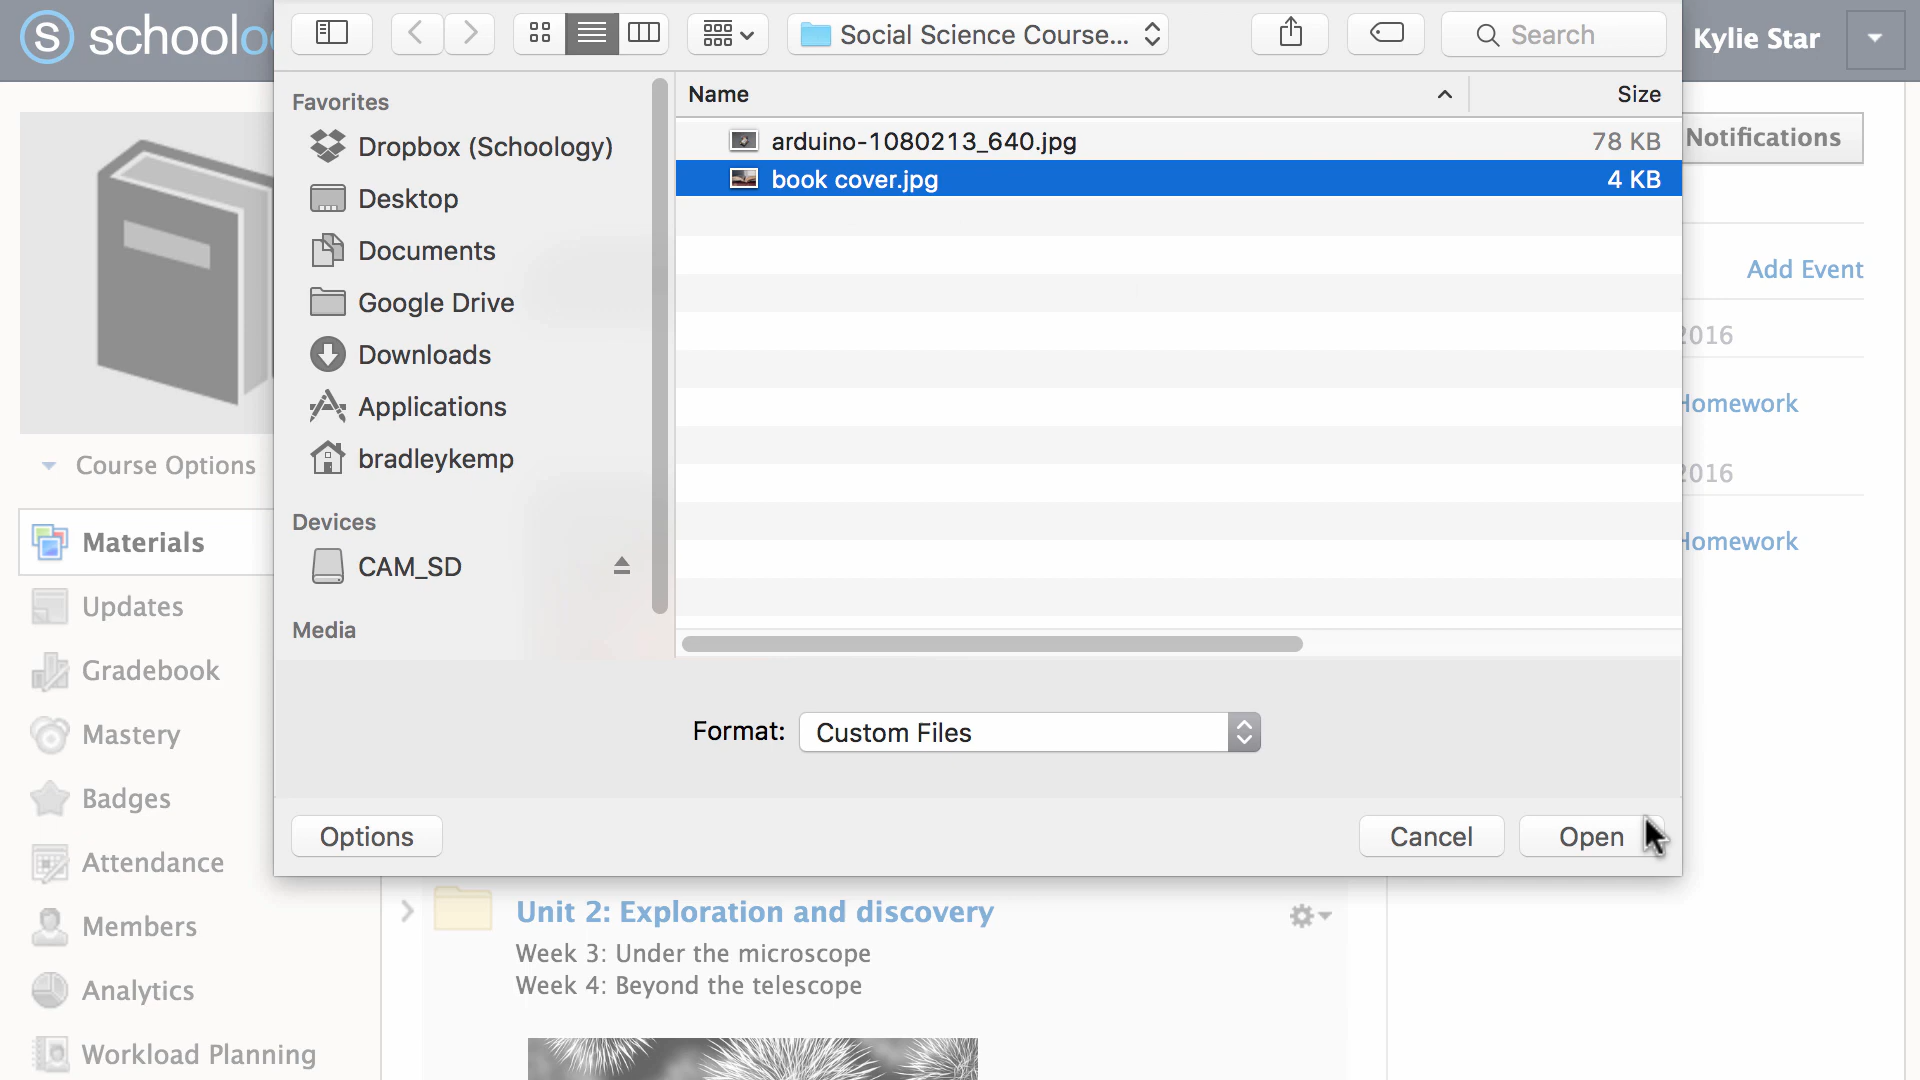 schoolo
Social Science Course...
Search
Kylie Star
Favorites
Dropbox (Schoology)
Desktop
Documents
Google Drive
Downloads
Applications
bradleykemp
Devices
CAM_SD
Media
Name
Size
arduino-1080213_640.jpg
78 KB
book cover.jpg
4 KB
Format: Custom Files
Options
Cancel
Open
Notifications
Add Event
2016
Homework
2016
Homework
Course Options
Materials
Updates
Gradebook
Mastery
Badges
Attendance
Members
Analytics
Workload Planning
Unit 2: Exploration and discovery
Week 3: Under the microscope
Week 4: Beyond the telescope